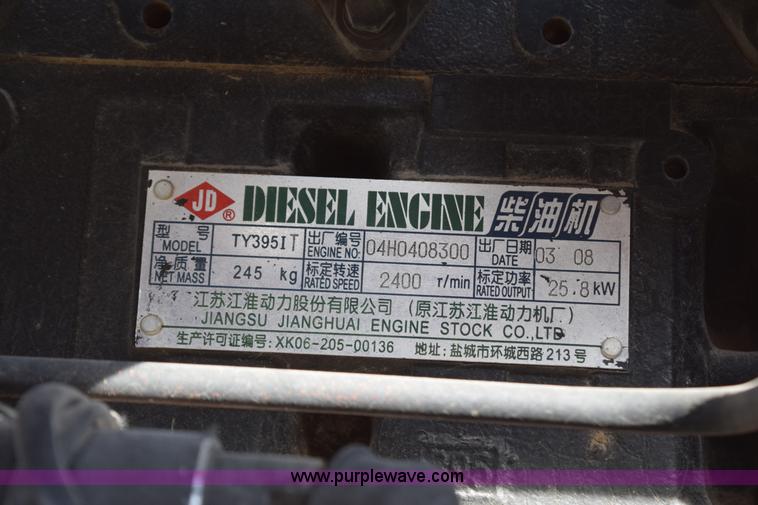 JD ® DIESEL ENGINE 柴油机
型号 MODEL TY395IT 出厂编号 ENGINE NO: 04H0408300 出厂日期 DATE 03 08
净质量 NET MASS 245 kg 标定转速 RATED SPEED 2400 r/min 标定功率 RATED OUTPUT 25.8 kW
江苏江淮动力股份有限公司 (原江苏江淮动力机厂)
JIANGSU JIANGHUAI ENGINE STOCK CO.,LTD
生产许可证编号: XK06-205-00136 地址: 盐城市环城西路213号
www.purplewave.com